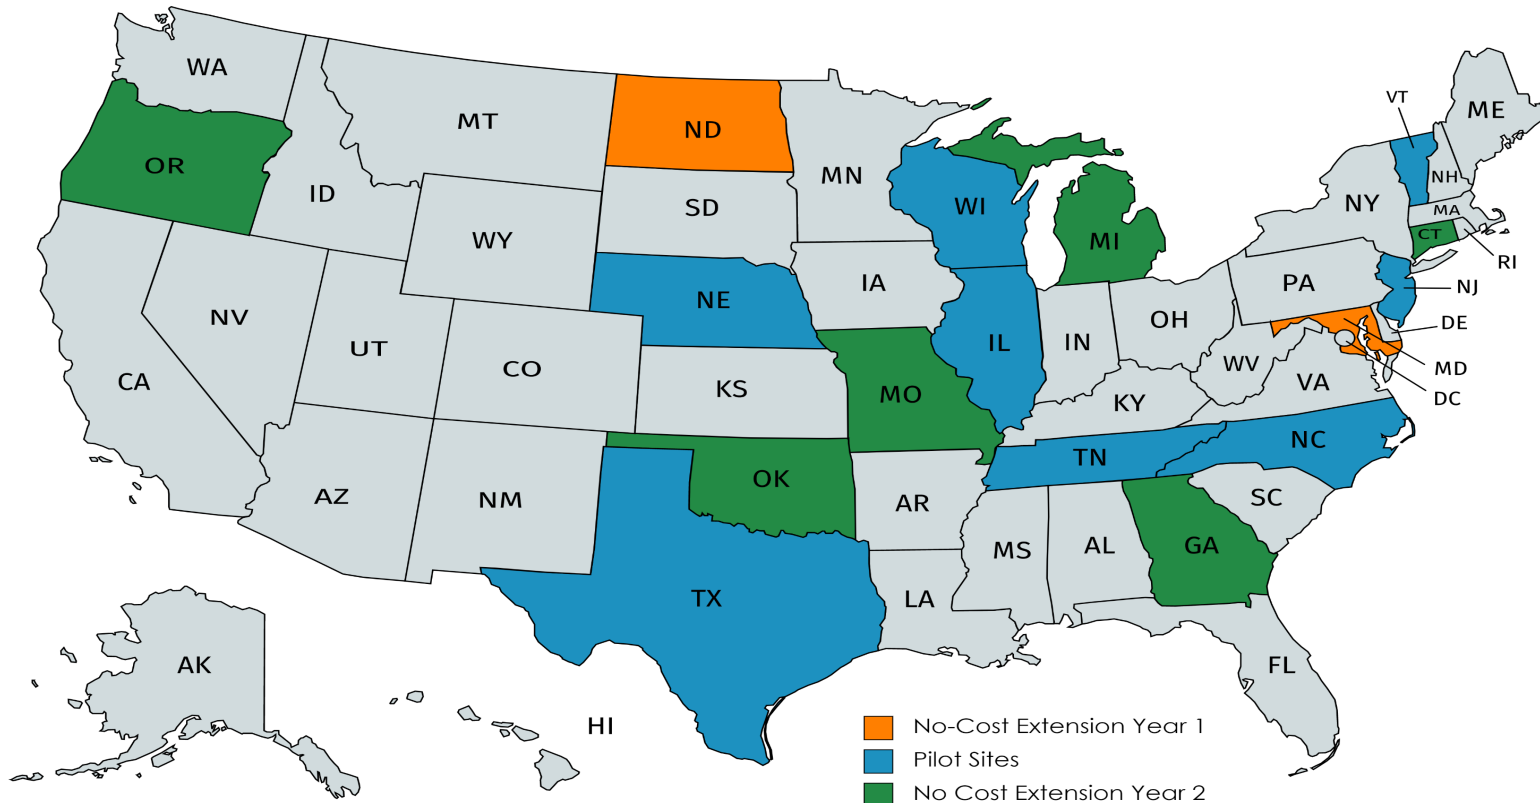 WA
MT
ND
MN
ME
VT
OR
ID
SD
WI
MI
NY
NH
MA
CT
RI
WY
NE
IA
PA
NJ
NV
UT
CO
KS
MO
IL
IN
OH
WV
VA
DE
MD
DC
CA
KY
NC
TN
AZ
NM
OK
AR
SC
MS
AL
GA
TX
LA
FL
AK
HI
No-Cost Extension Year 1
Pilot Sites
No Cost Extension Year 2